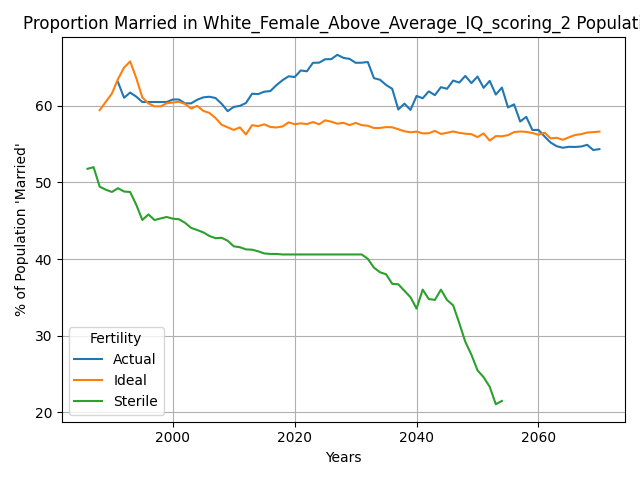 Proportion Married in White_Female_Above_Average_IQ_scoring_2 Populati
% of Population 'Married'
60
50
40
30
20
Fertility
Actual
Ideal
Sterile
2000
2020
2040
2060
Years